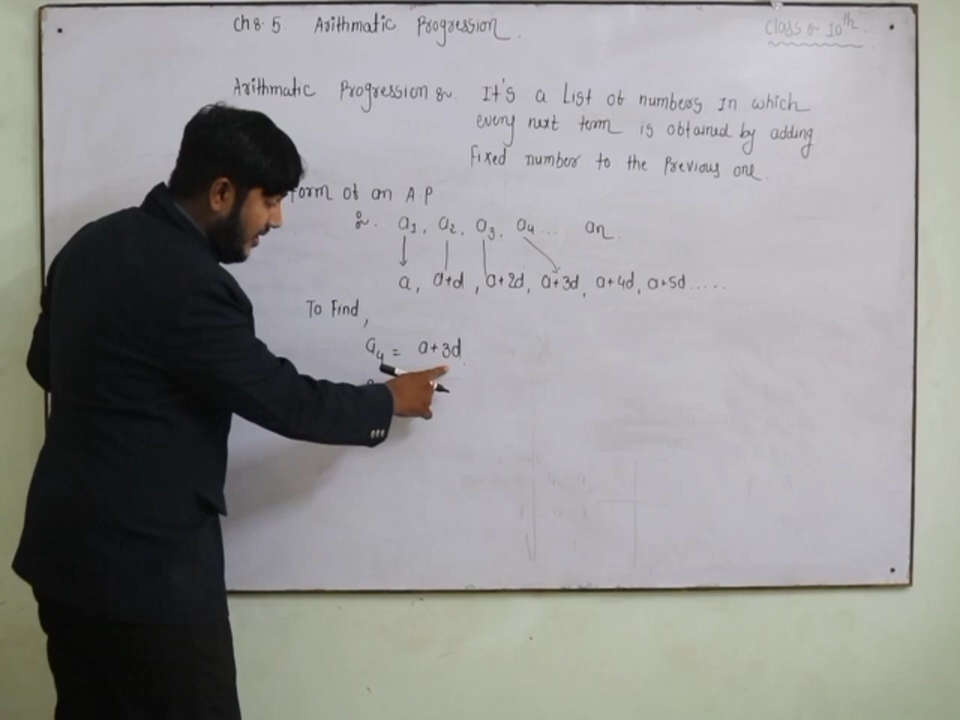 Ch 8. 5. Arithmatic Progression.
Class 8 10th
Arithmatic Progression :- It's a List of numbers In which
every next term is obtained by adding
Fixed number to the Previous one.
Form of an A.P
:- a1, a2, a3, a4 ... an.
a, a+d, a+2d, a+3d, a+4d, a+5d.....
To Find,
a4 = a+3d.